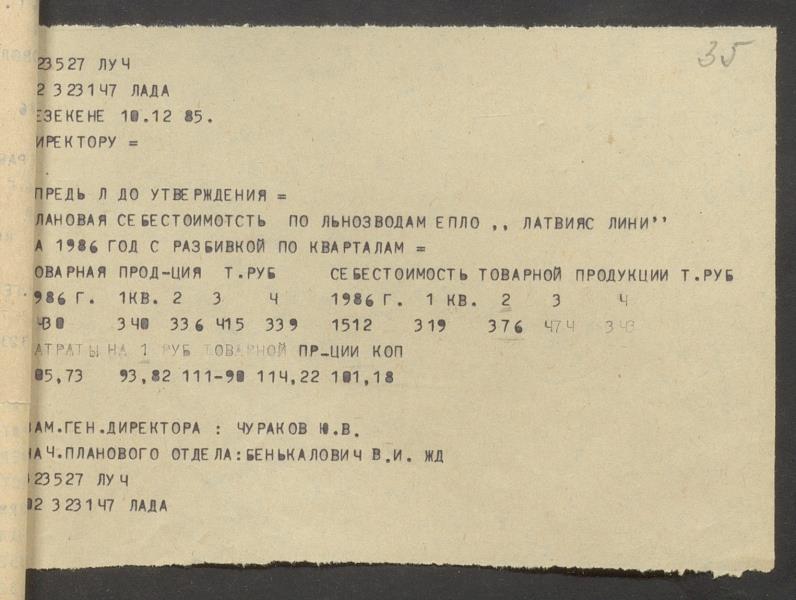 35
23527 ЛУЧ
2 323147 ЛАДА
ЕЗЕКЕНЕ 10.12 85.
ИРЕКТОРУ =
ПРЕДЬ Л ДО УТВЕРЖДЕНИЯ =
ЛАНОВАЯ СЕБЕСТОИМОТСТЬ ПО ЛЬНОЗВОДАМ ЕПЛО ,, ЛАТВИЯС ЛИНИ’’
А 1986 ГОД С РАЗБИВКОЙ ПО КВАРТАЛАМ =
ОВАРНАЯ ПРОД-ЦИЯ Т.РУБ СЕБЕСТОИМОСТЬ ТОВАРНОЙ ПРОДУКЦИИ Т.РУБ
986 Г. 1КВ. 2 3 4 1986 Г. 1 КВ. 2 3 4
430 340 336 415 339 1512 319 376 474 343
АТРАТЫ НА 1 РУБ ТОВАРНОЙ ПР-ЦИИ КОП
05,73 93,82 111-90 114,22 101,18
ЗАМ.ГЕН.ДИРЕКТОРА : ЧУРАКОВ Ю.В.
НАЧ.ПЛАНОВОГО ОТДЕЛА:БЕНЬКАЛОВИЧ В.И. ЖД
323527 ЛУЧ
02 323147 ЛАДА